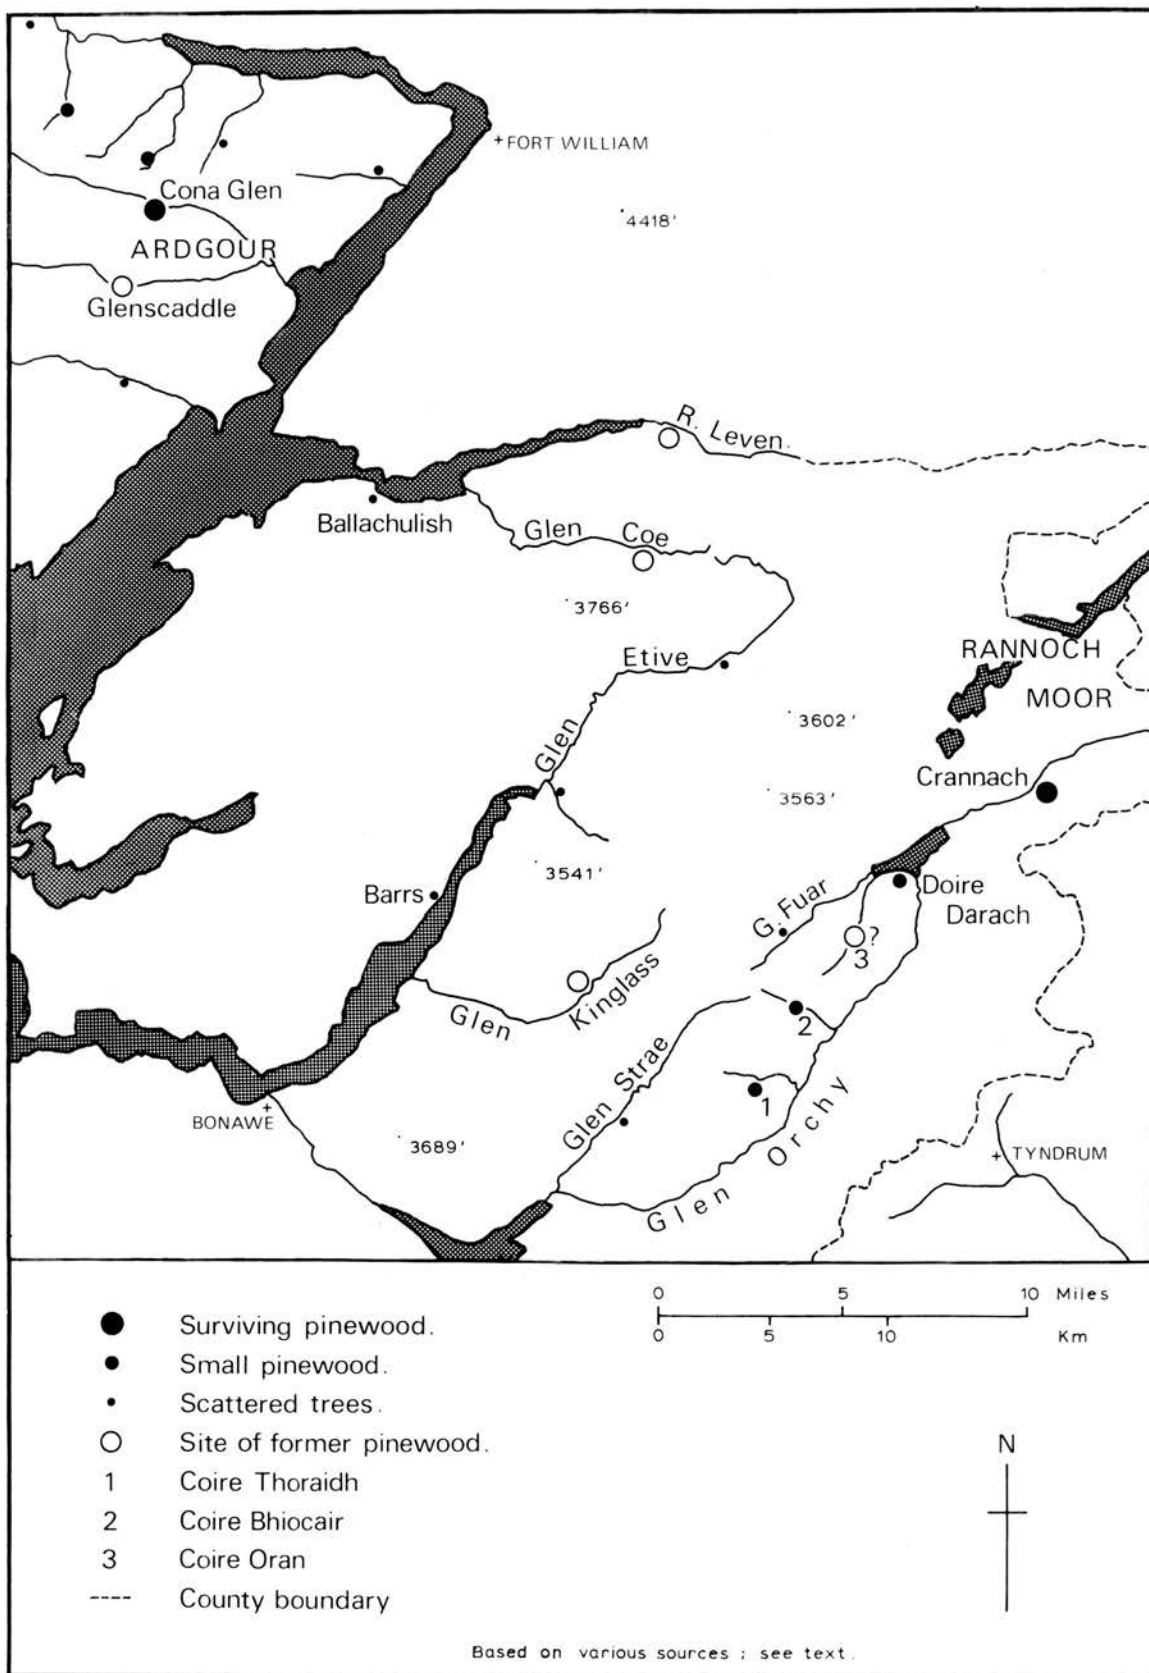 +FORT WILLIAM
Cona Glen
4418'
ARDGOUR
Glenscaddle
R. Leven.
Ballachulish
Glen Coe
3766'
Etive
RANNOCH
MOOR
3602'
Glen
Crannach
3563'
3541'
Barrs
G. Fuar
Doire
Darach
?
3
Glen Kinglass
2
Glen Strae
1
BONAWE
3689'
Glen Orchy
TYNDRUM
0 5 10 Miles
0 5 10 Km
Surviving pinewood.
Small pinewood.
Scattered trees.
Site of former pinewood.
N
1 Coire Thoraidh
2 Coire Bhiocair
3 Coire Oran
County boundary
Based on various sources ; see text.